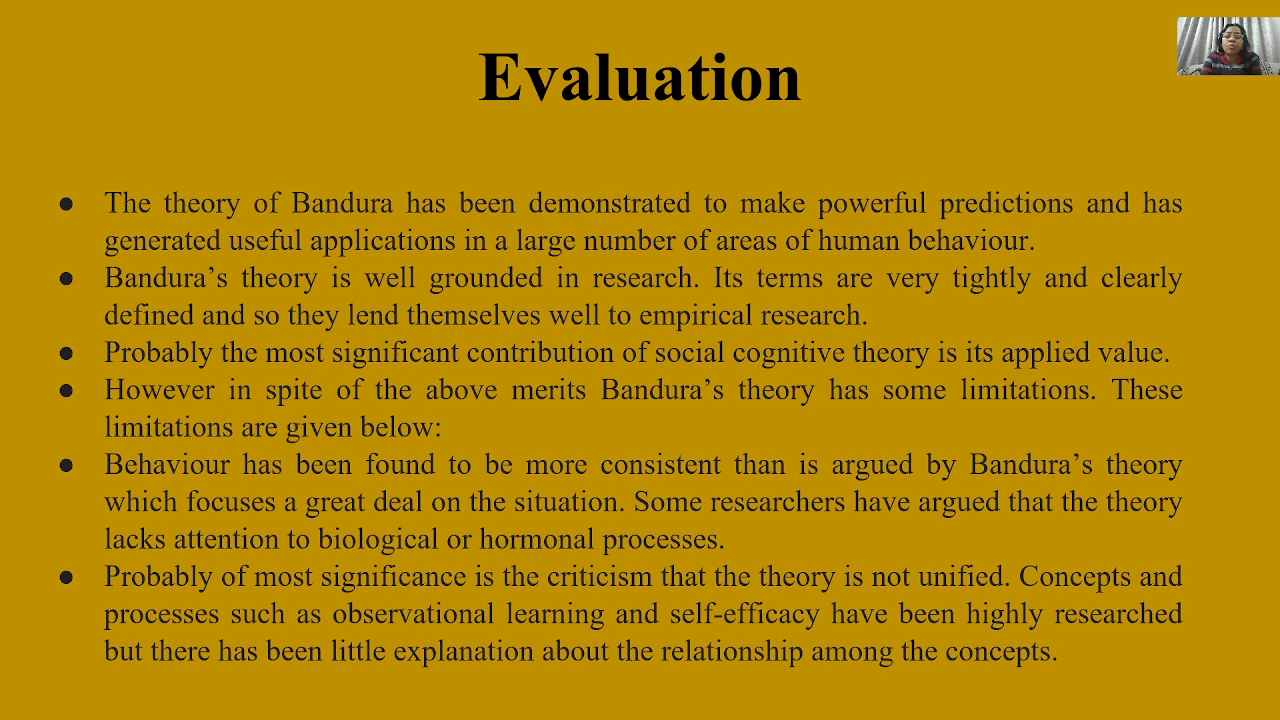 Evaluation
● The theory of Bandura has been demonstrated to make powerful predictions and has
generated useful applications in a large number of areas of human behaviour.
● Bandura’s theory is well grounded in research. Its terms are very tightly and clearly
defined and so they lend themselves well to empirical research.
● Probably the most significant contribution of social cognitive theory is its applied value.
● However in spite of the above merits Bandura’s theory has some limitations. These
limitations are given below:
● Behaviour has been found to be more consistent than is argued by Bandura’s theory
which focuses a great deal on the situation. Some researchers have argued that the theory
lacks attention to biological or hormonal processes.
● Probably of most significance is the criticism that the theory is not unified. Concepts and
processes such as observational learning and self-efficacy have been highly researched
but there has been little explanation about the relationship among the concepts.